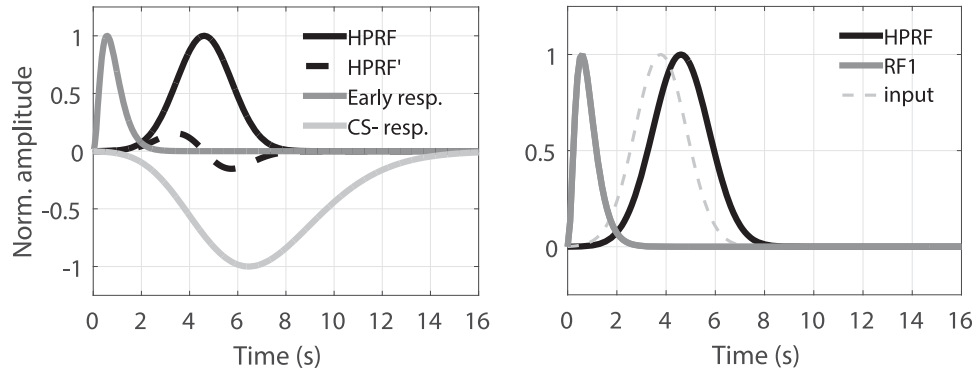 Norm. amplitude
1
0.5
0
-0.5
-1
HPRF
HPRF'
Early resp.
CS- resp.
0 2 4 6 8 10 12 14 16
Time (s)
1
0.5
0
HPRF
RF1
input
0 2 4 6 8 10 12 14 16
Time (s)